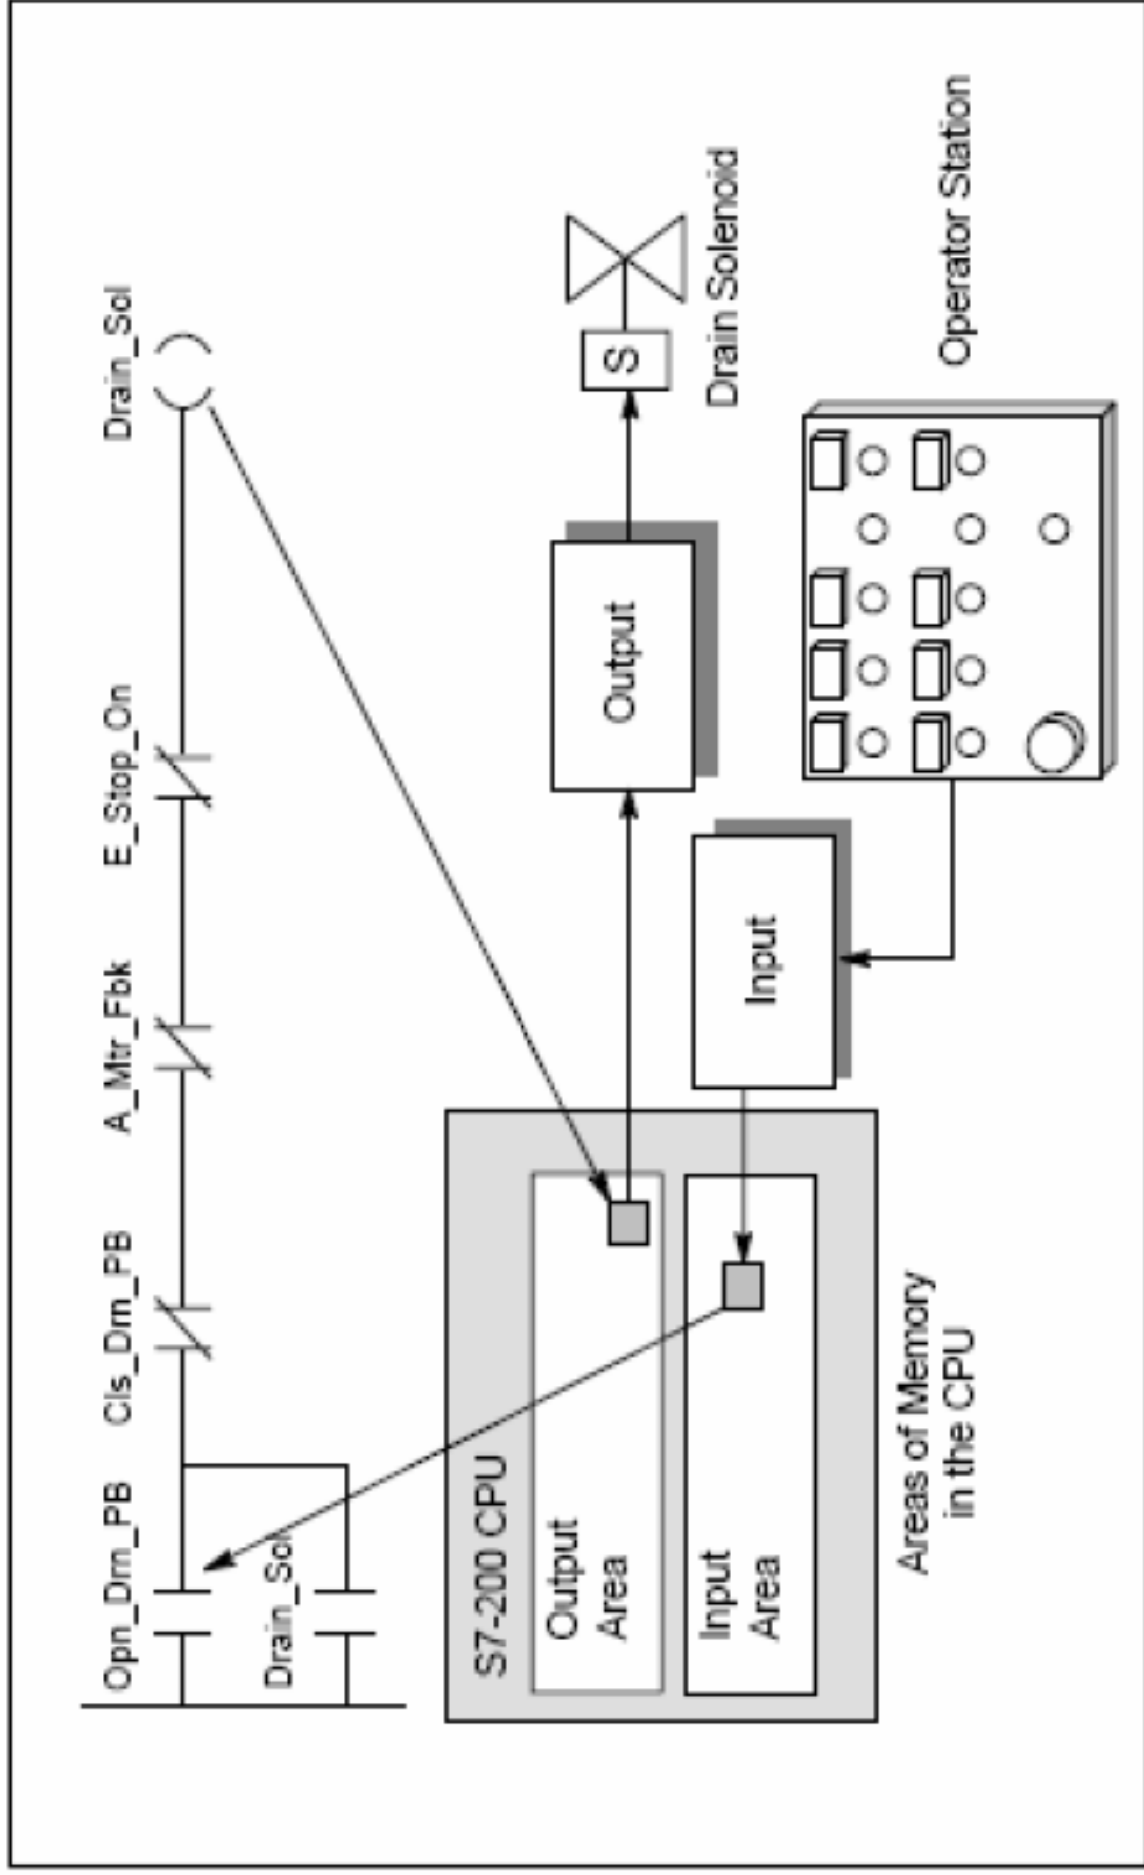 Opn_Drn_PB
Cls_Drn_PB
A_Mtr_Fbk
E_Stop_On
Drain_Sol
Drain_Sol
S7-200 CPU
Output
Area
Input
Area
Output
S
Drain Solenoid
Input
Areas of Memory
in the CPU
Operator Station